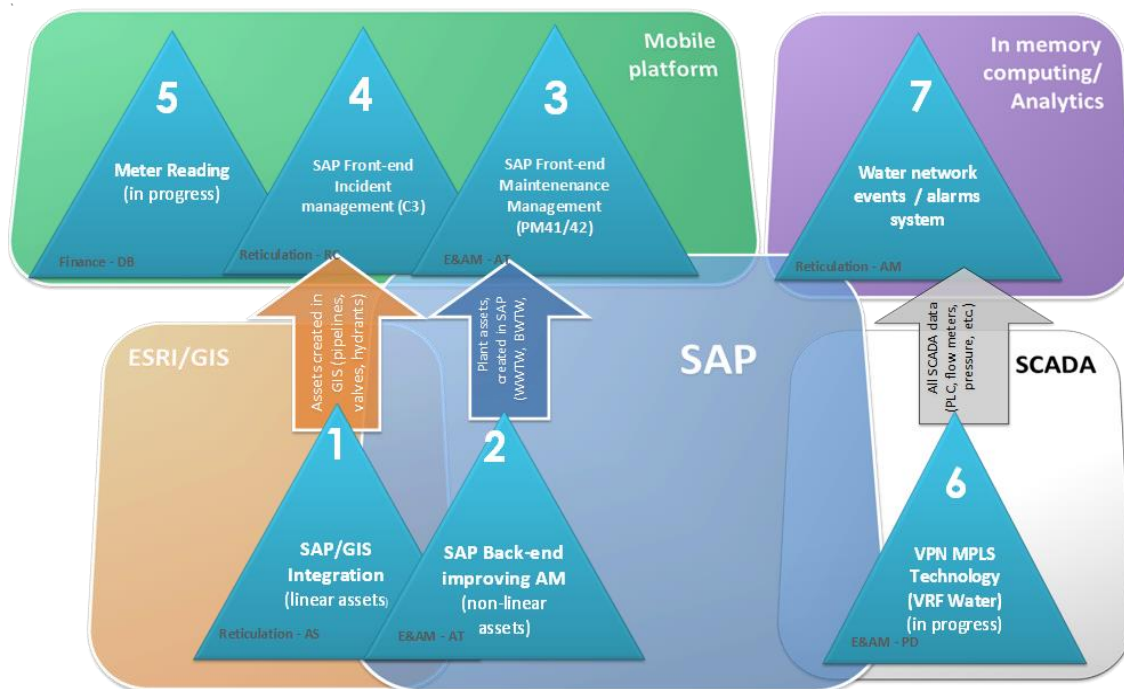 Mobile
platform
In memory
computing/
Analytics
5
Meter Reading
(in progress)
Finance - DB
4
SAP Front-end
Incident
management (C3)
Reticulation - RC
3
SAP Front-end
Maintenenance
Management
(PM41/42)
E&AM - AT
7
Water network
events / alarms
system
Reticulation - AM
ESRI/GIS
Assets created in
GIS (pipelines,
valves, hydrants)
Plant assets,
created in SAP
(WWTW, BWTW,
SAP
All SCADA data
(PLC, flow meters,
pressure, etc.)
SCADA
1
SAP/GIS
Integration
(linear assets)
Reticulation - AS
2
SAP Back-end
improving AM
(non-linear
assets)
E&AM - AT
6
VPN MPLS
Technology
(VRF Water)
(in progress)
E&AM - PD